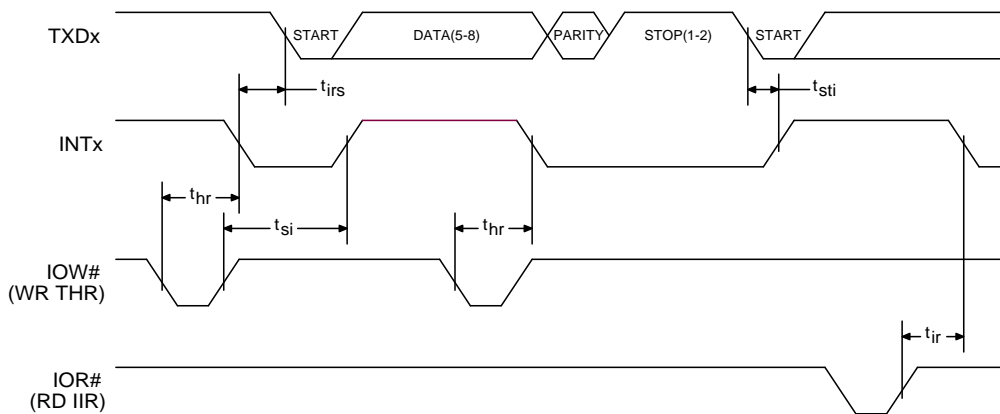 TXDx
START
DATA(5-8)
PARITY
STOP(1-2)
START
tirs
tsti
INTx
thr
tsi
thr
IOW#
(WR THR)
tir
IOR#
(RD IIR)